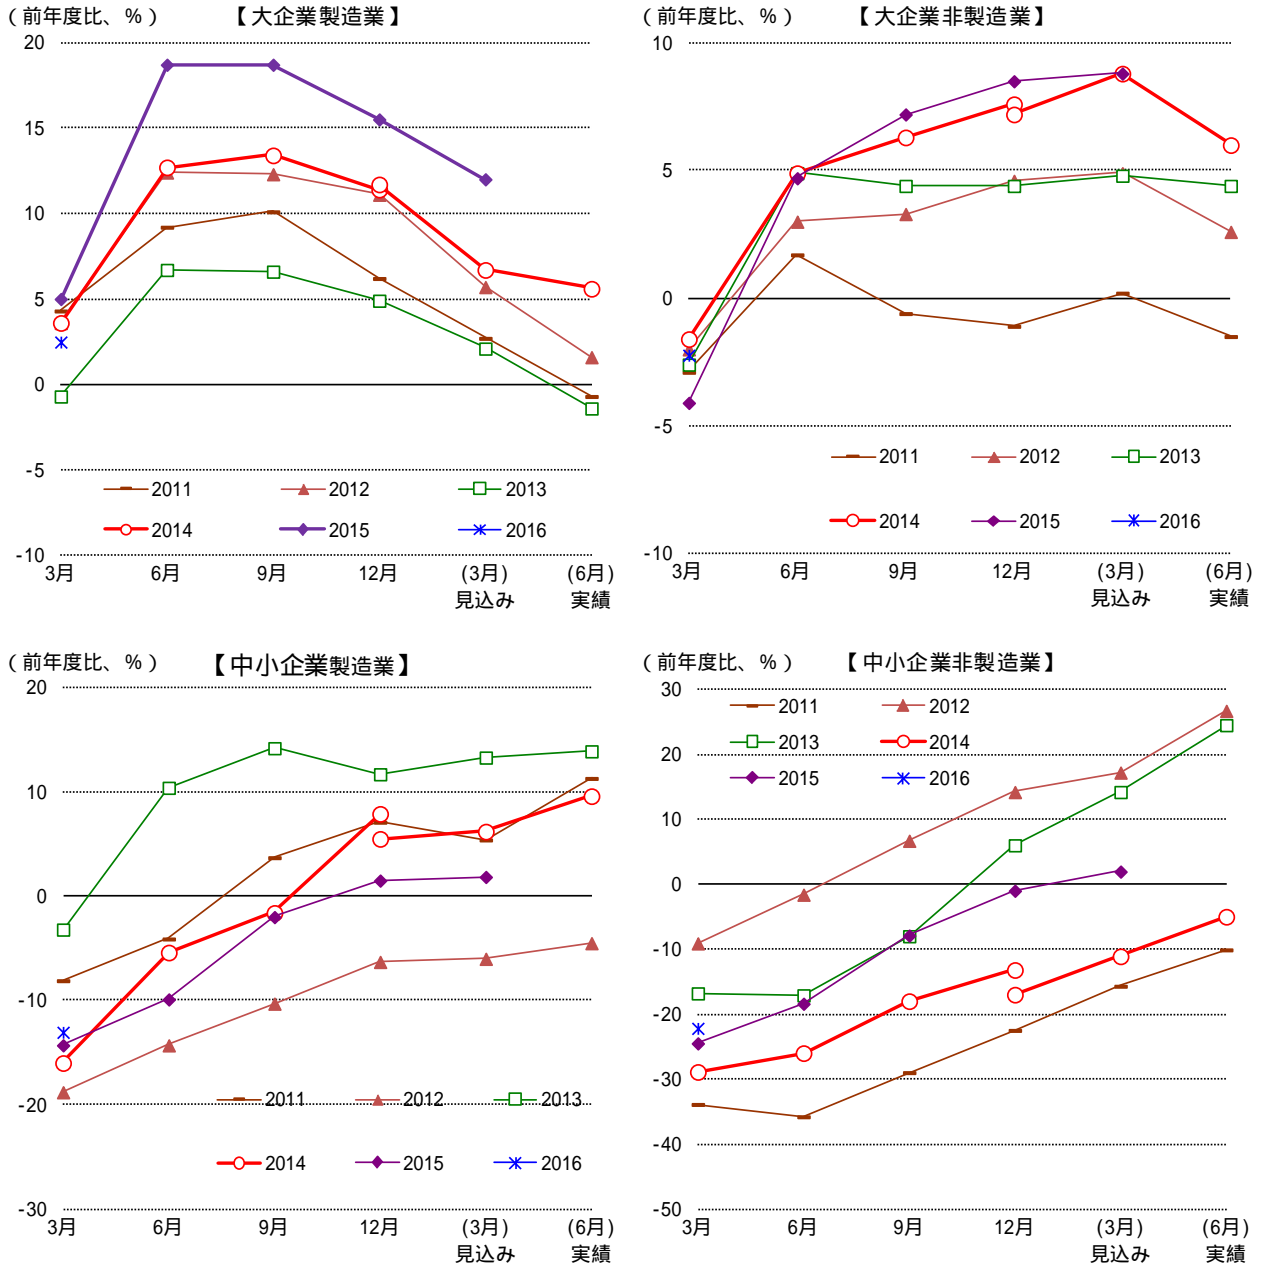 （前年度比、％） 【大企業製造業】
20
15
10
5
0
-5
-10
2011 2012 2013
2014 2015 2016
3月 6月 9月 12月 (3月) (6月)
見込み 実績
（前年度比、％） 【大企業非製造業】
10
5
0
-5
-10
2011 2012 2013
2014 2015 2016
3月 6月 9月 12月 (3月) (6月)
見込み 実績
（前年度比、％） 【中小企業製造業】
20
10
0
-10
-20
-30
2011 2012 2013
2014 2015 2016
3月 6月 9月 12月 (3月) (6月)
見込み 実績
（前年度比、％） 【中小企業非製造業】
30
20
10
0
-10
-20
-30
-40
-50
2011 2012
2013 2014
2015 2016
3月 6月 9月 12月 (3月) (6月)
見込み 実績